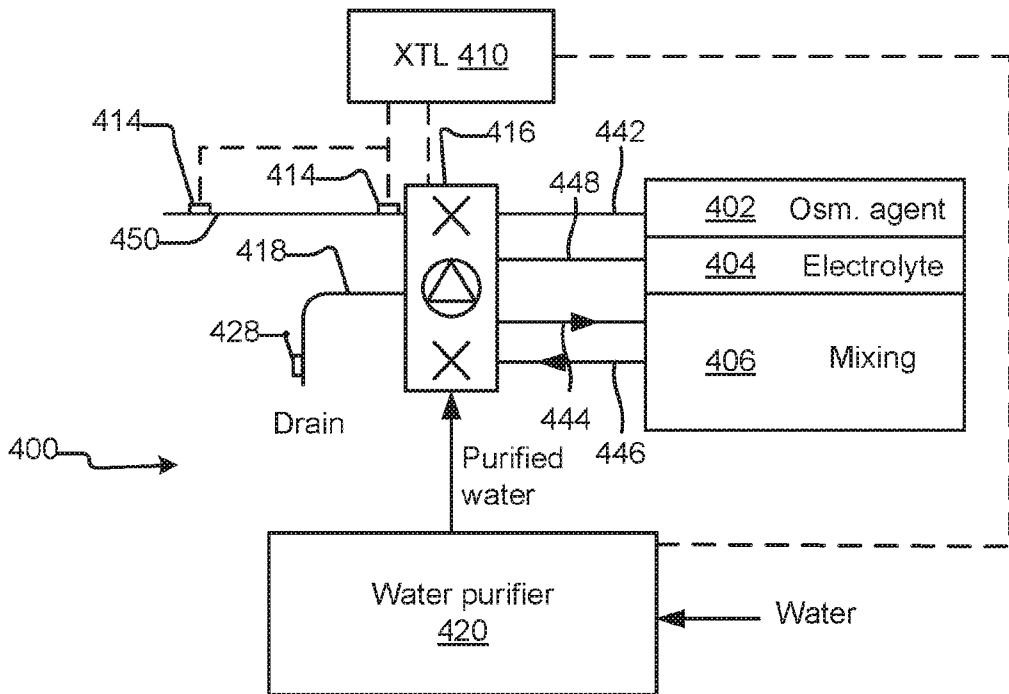 XTL 410
414
416
442
414
448
402 Osm. agent
450
418
404 Electrolyte
428
406 Mixing
444
Drain
446
400
Purified
water
Water purifier
420
Water